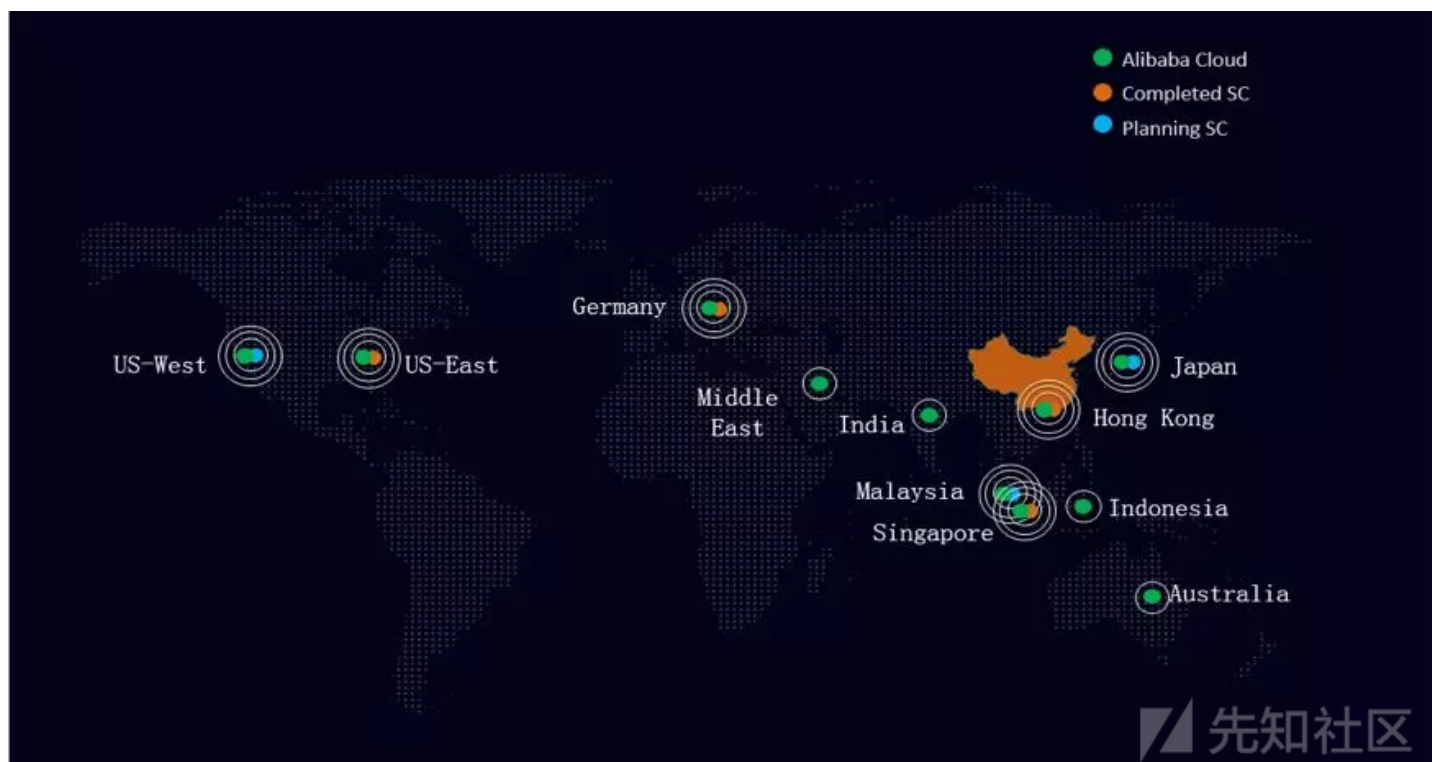 Alibaba Cloud
Completed SC
Planning SC
Germany
US-West
US-East
Japan
Middle
East
India
Hong Kong
Malaysia
Indonesia
Singapore
Australia
先知社区